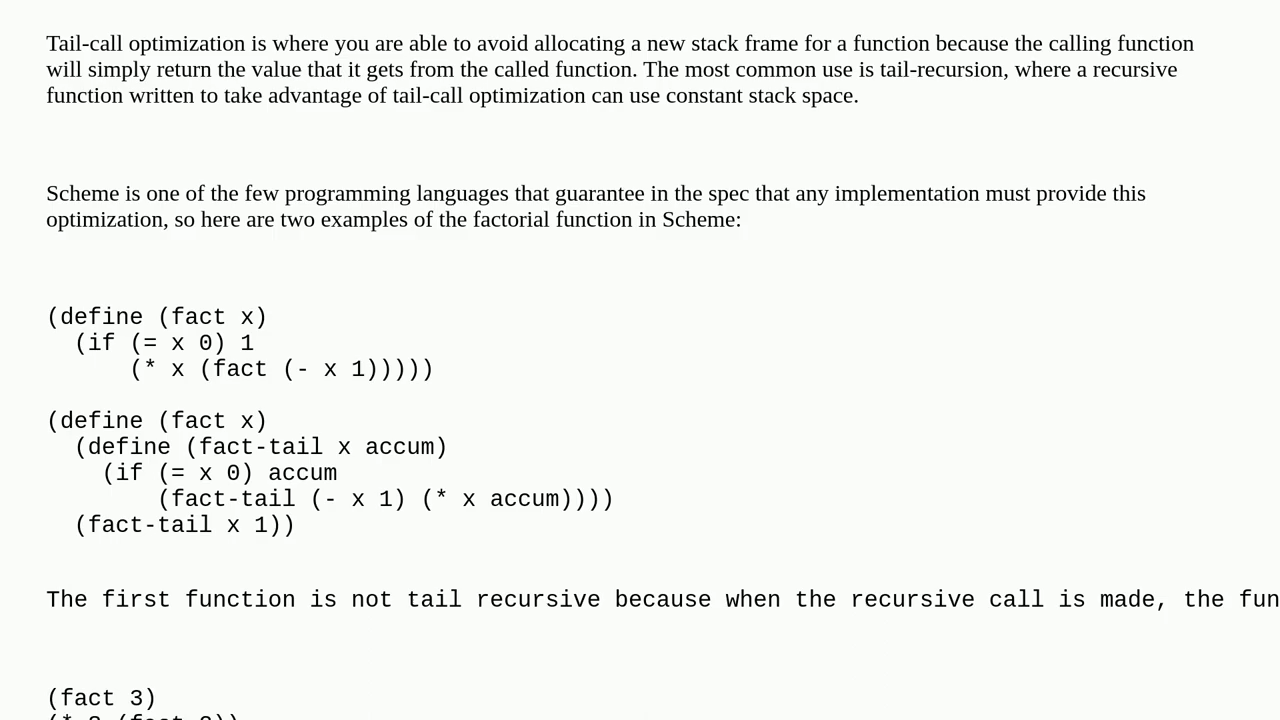 Tail-call optimization is where you are able to avoid allocating a new stack frame for a function because the calling function
will simply return the value that it gets from the called function. The most common use is tail-recursion, where a recursive
function written to take advantage of tail-call optimization can use constant stack space.
Scheme is one of the few programming languages that guarantee in the spec that any implementation must provide this
optimization, so here are two examples of the factorial function in Scheme:
(define (fact x)
  (if (= x 0) 1
      (* x (fact (- x 1)))))
(define (fact x)
  (define (fact-tail x accum)
    (if (= x 0) accum
        (fact-tail (- x 1) (* x accum))))
  (fact-tail x 1))
The first function is not tail recursive because when the recursive call is made, the fun
(fact 3)